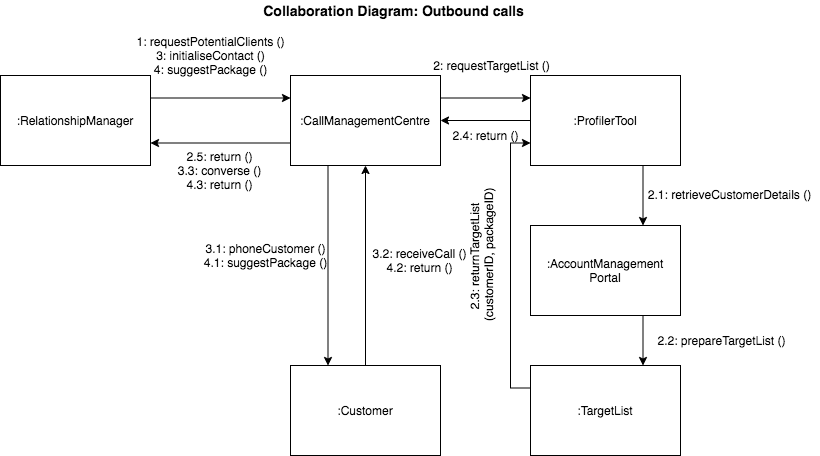 Collaboration Diagram: Outbound calls
1: requestPotentialClients ()
3: initialiseContact ()
4: suggestPackage ()
2: requestTargetList ()
:RelationshipManager
:CallManagementCentre
:ProfilerTool
2.4: return ()
2.5: return ()
3.3: converse ()
4.3: return ()
2.1: retrieveCustomerDetails ()
3.1: phoneCustomer ()
4.1: suggestPackage ()
3.2: receiveCall ()
4.2: return ()
2.3: returnTargetList
(customerID, packageID)
:AccountManagement
Portal
2.2: prepareTargetList ()
:Customer
:TargetList